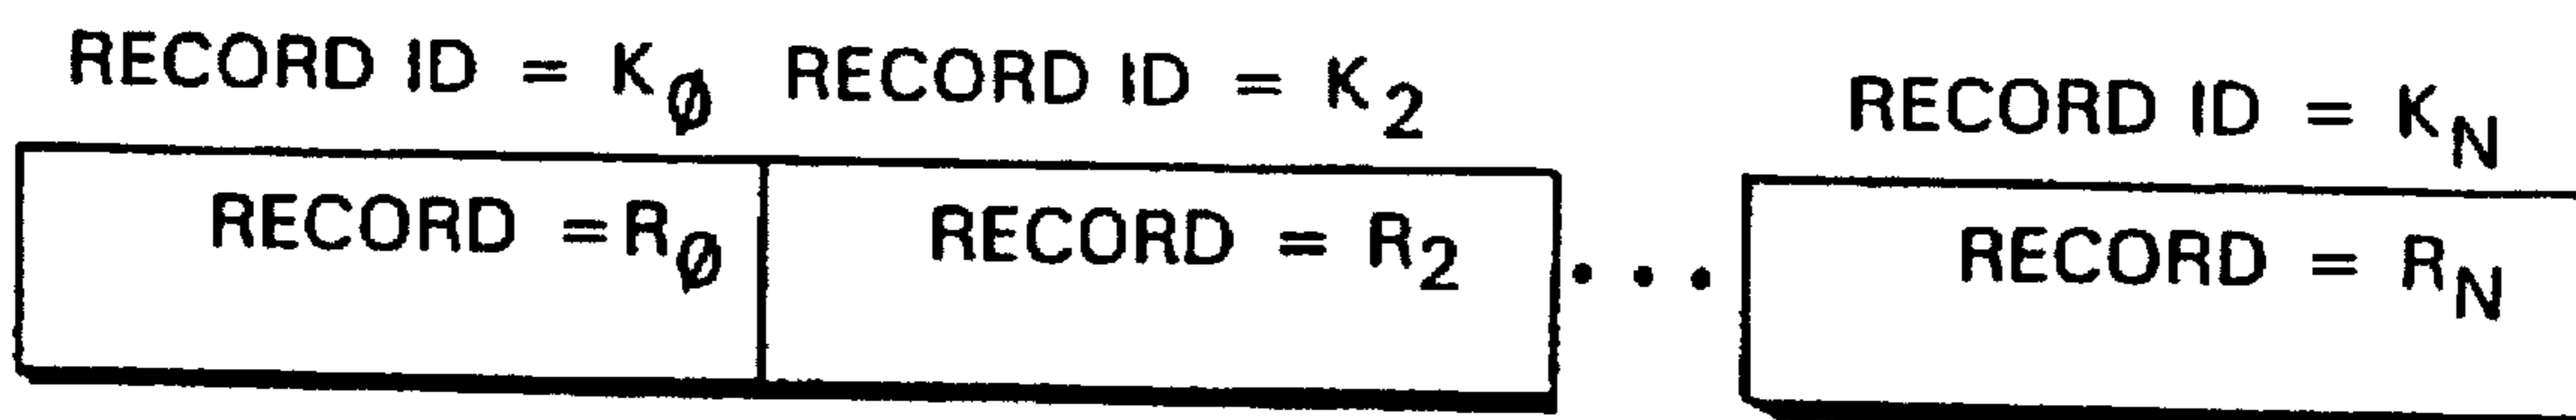 RECORD ID = K∅ RECORD ID = K2 RECORD ID = KN
RECORD =R∅ RECORD = R2 ... RECORD = RN